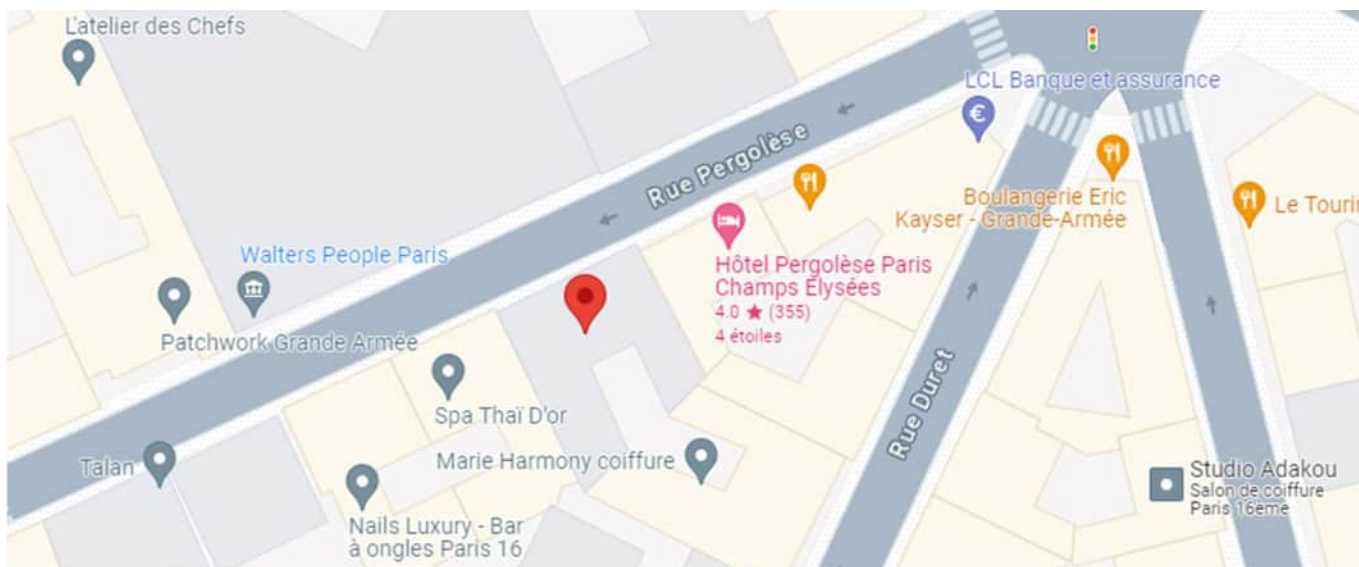 L'atelier des Chefs
LCL Banque et assurance
€
Rue Pergolèse
Boulangerie Eric
Kayser - Grande-Armée
Le Tourin
Walters People Paris
Hôtel Pergolèse Paris
Champs Elysées
4.0 ★ (355)
4 étoiles
Patchwork Grande Armée
Rue Duret
Spa Thaï D'or
Talan
Marie Harmony coiffure
Studio Adakou
Salon de coiffure
Paris 16ème
Nails Luxury - Bar
à ongles Paris 16